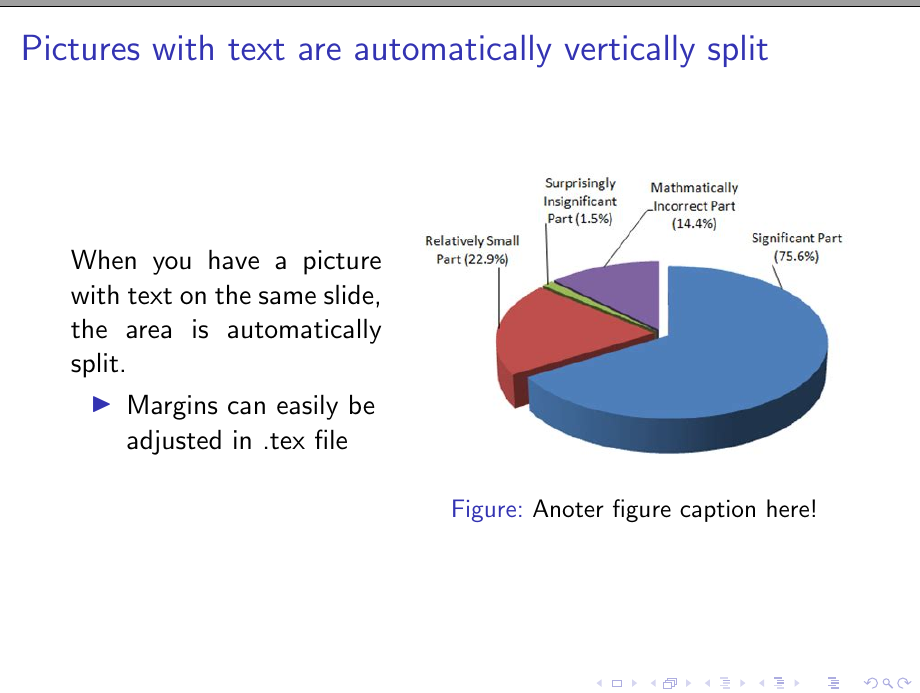 Pictures with text are automatically vertically split
When you have a picture
with text on the same slide,
the area is automatically
split.
Margins can easily be
adjusted in .tex file
Surprisingly
Insignificant
Part (1.5%)
Mathmatically
Incorrect Part
(14.4%)
Relatively Small
Part (22.9%)
Significant Part
(75.6%)
Figure: Anoter figure caption here!